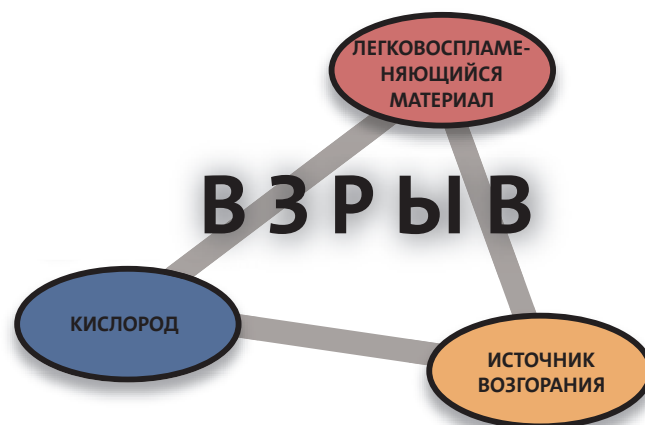 ЛЕГКОВОСПЛАМЕ-
НЯЮЩИЙСЯ
МАТЕРИАЛ
ВЗРЫВ
КИСЛОРОД
ИСТОЧНИК
ВОЗГОРАНИЯ